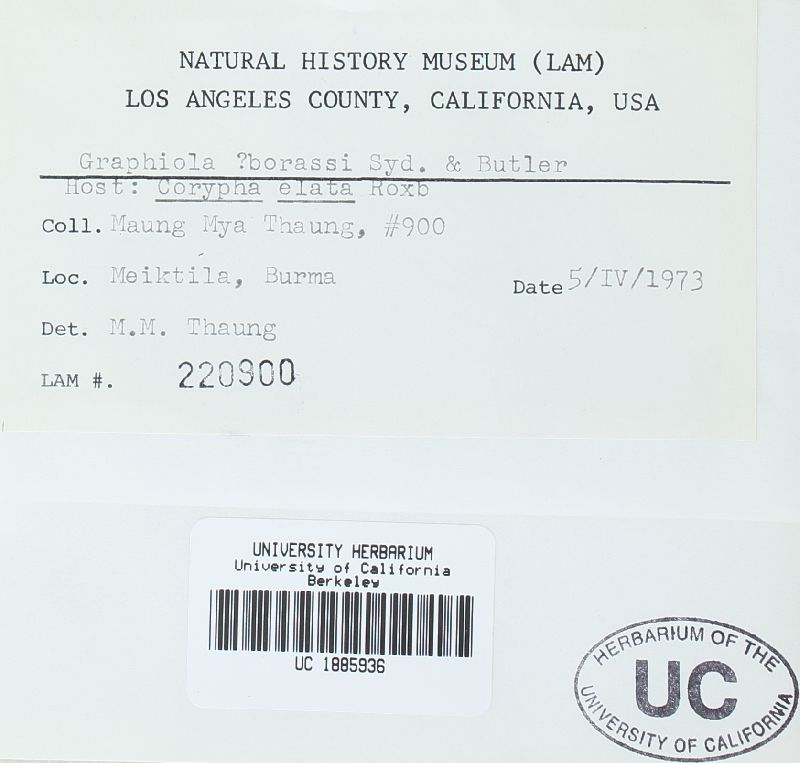 NATURAL HISTORY MUSEUM (LAM)
LOS ANGELES COUNTY, CALIFORNIA, USA
Graphiola ?borassi Syd. & Butler
Host: Corypha elata Roxb
Coll. Maung Mya Thaung, #900
Loc. Meiktila, Burma Date 5/IV/1973
Det. M.M. Thaung
LAM #. 220900
UNIVERSITY HERBARIUM
University of California
Berkeley
UC 1885936
HERBARIUM OF THE
UC
UNIVERSITY OF CALIFORNIA